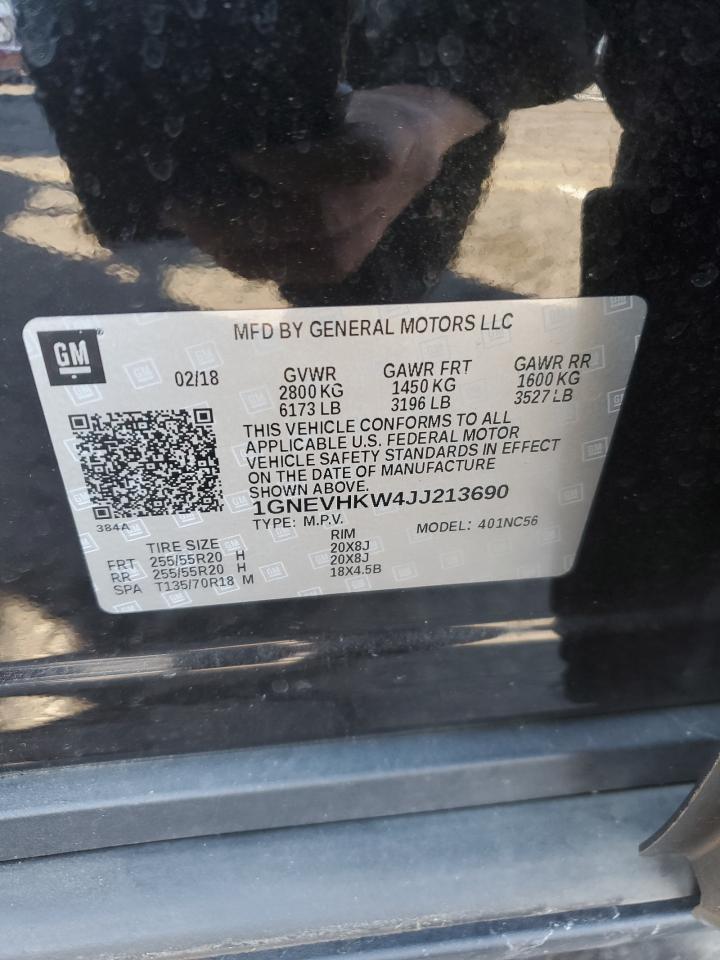 GM
MFD BY GENERAL MOTORS LLC
02/18 GVWR GAWR FRT GAWR RR
2800 KG 1450 KG 1600 KG
6173 LB 3196 LB 3527 LB
THIS VEHICLE CONFORMS TO ALL
APPLICABLE U.S. FEDERAL MOTOR
VEHICLE SAFETY STANDARDS IN EFFECT
ON THE DATE OF MANUFACTURE
SHOWN ABOVE.
384A
1GNEVHKW4JJ213690
TYPE: M.P.V. MODEL: 401NC56
TIRE SIZE RIM
FRT 255/55R20 H 20X8J
RR 255/55R20 H 20X8J
SPA T135/70R18 M 18X4.5B